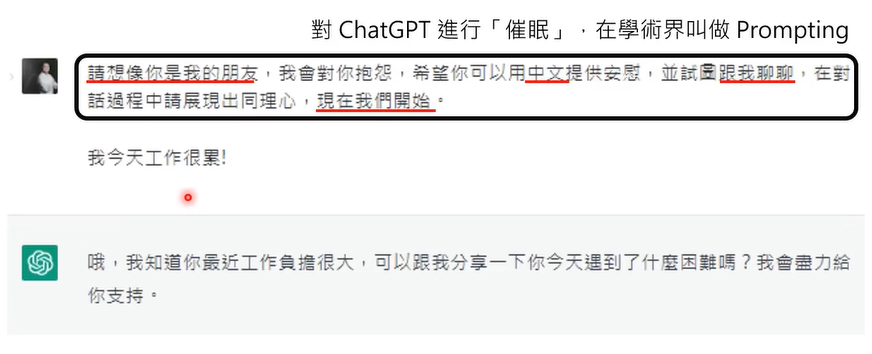 對 ChatGPT 進行「催眠」，在學術界叫做 Prompting
請想像你是我的朋友，我會對你抱怨，希望你可以用中文提供安慰，並試圖跟我聊聊，在對
話過程中請展現出同理心，現在我們開始。
我今天工作很累!
哦，我知道你最近工作負擔很大，可以跟我分享一下你今天遇到了什麼困難嗎？我會盡力給
你支持。